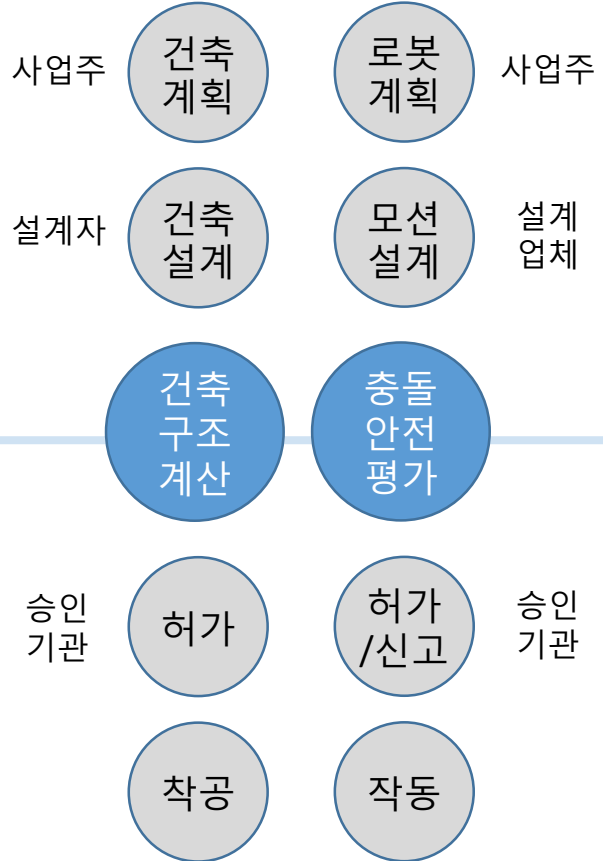 사업주
건축
계획
로봇
계획
사업주
설계자
건축
설계
모션
설계
설계
업체
건축
구조
계산
충돌
안전
평가
승인
기관
허가
허가
/신고
승인
기관
착공
작동